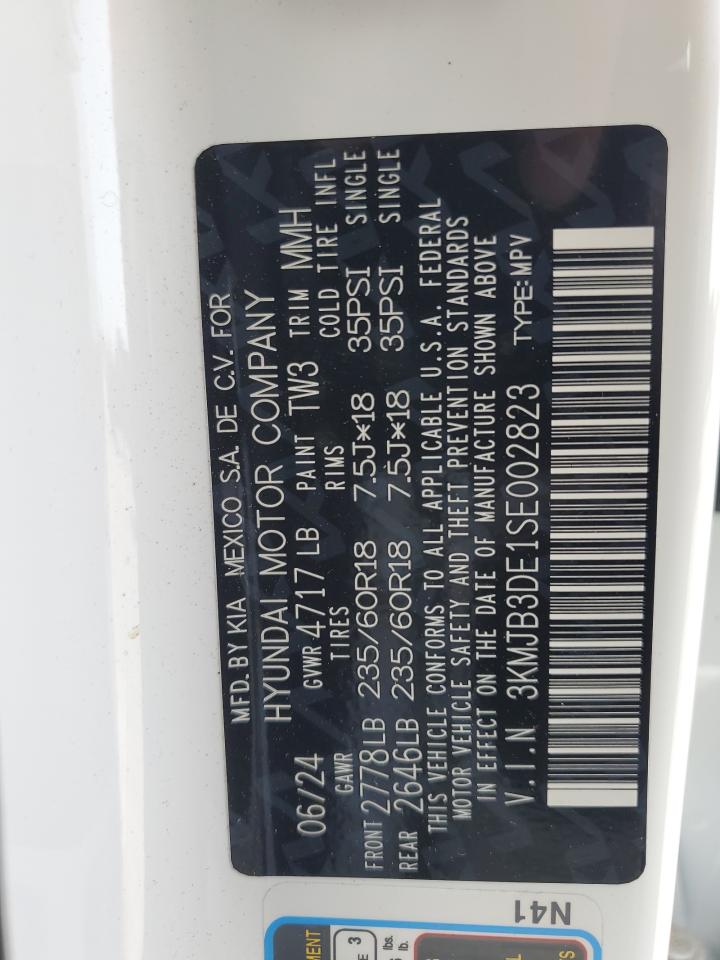 MFD. BY KIA MEXICO S.A. DE C.V. FOR
HYUNDAI MOTOR COMPANY
06/24 GVWR 4717 LB PAINT TW3 TRIM MMH
GAWR TIRES RIMS COLD TIRE INFL
FRONT 2778LB 235/60R18 7.5J*18 35PSI SINGLE
REAR 2646LB 235/60R18 7.5J*18 35PSI SINGLE
THIS VEHICLE CONFORMS TO ALL APPLICABLE U.S.A. FEDERAL
MOTOR VEHICLE SAFETY AND THEFT PREVENTION STANDARDS
IN EFFECT ON THE DATE OF MANUFACTURE SHOWN ABOVE
V.I.N 3KMJB3DE1SE002823 TYPE:MPV
N41
3
lbs.
lb.